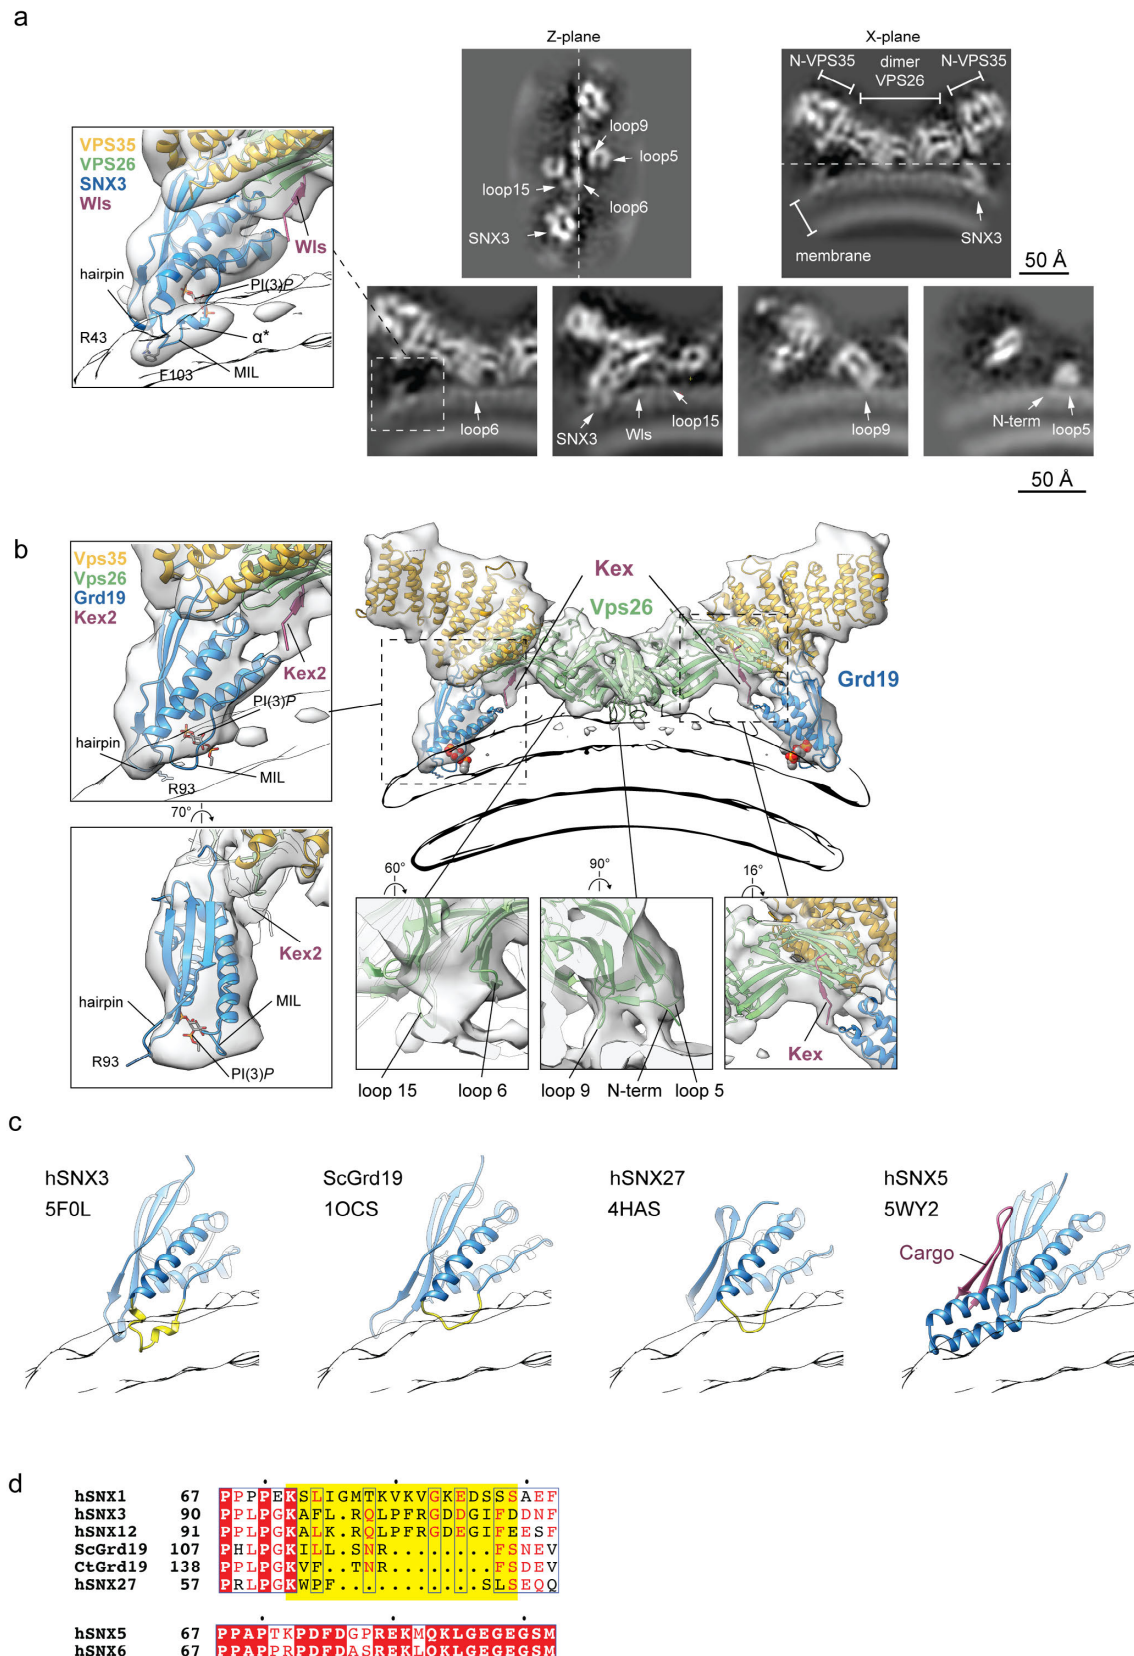 a
Z-plane
X-plane
N-VPS35
dimer
VPS26
N-VPS35
loop9
loop5
loop15
loop6
SNX3
SNX3
membrane
50 Å
VPS35
VPS26
SNX3
Wls
Wls
hairpin
PI(3)P
R43
α*
F103
MIL
loop6
SNX3
Wls
loop15
loop9
N-term
loop5
50 Å
b
Vps35
Vps26
Grd19
Kex2
Kex2
PI(3)P
hairpin
MIL
R93
70°
Kex
Vps26
Grd19
Kex2
hairpin
MIL
R93
PI(3)P
60°
90°
16°
Kex
loop 15
loop 6
loop 9
N-term
loop 5
c
hSNX3
5F0L
ScGrd19
1OCS
hSNX27
4HAS
hSNX5
5WY2
Cargo
d
hSNX1 67 PPPPEKSLIGMTKVKVGKEDSSSAEF
hSNX3 90 PPLPGKAFL.RQLPFRGDDGIFDDNF
hSNX12 91 PPLPGKALK.RQLPFRGDEGIFEESF
ScGrd19 107 PHLPGKILL.SNR........FSNEV
CtGrd19 138 PPLPGKVF..TNR........FSDEV
hSNX27 57 PRLPGKWPF...........SLSEQQ
hSNX5 67 PPAPTKPDFDGPREKMQKLGEGEGSM
hSNX6 67 PPAPPRPDFDASREKLQKLGEGEGSM